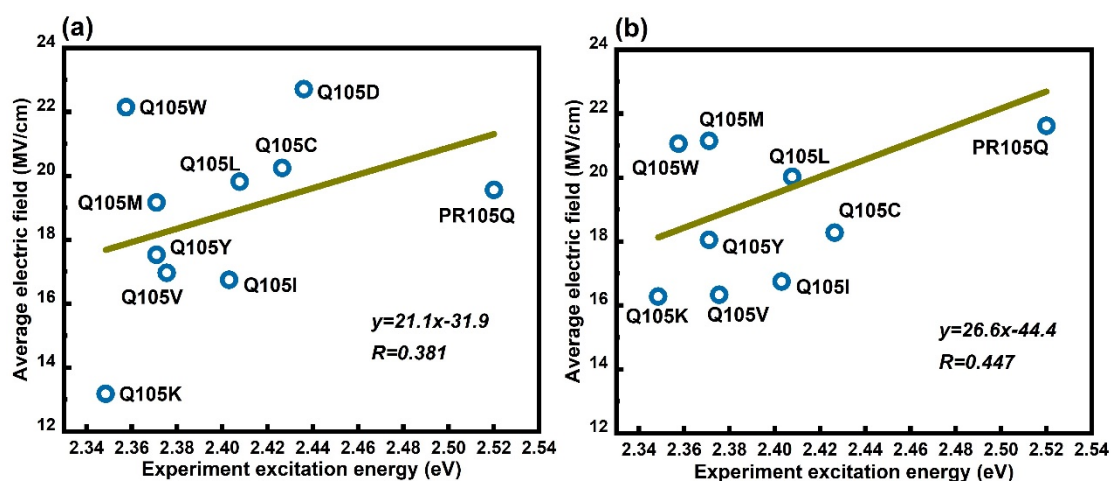 (a)
Average electric field (MV/cm)
24
22
20
18
16
14
12
Q105W
Q105D
Q105C
Q105L
Q105M
PR105Q
Q105Y
Q105V
Q105I
y=21.1x-31.9
R=0.381
Q105K
2.34 2.36 2.38 2.40 2.42 2.44 2.46 2.48 2.50 2.52 2.54
Experiment excitation energy (eV)
(b)
Average electric field (MV/cm)
24
22
20
18
16
14
12
Q105M
Q105W
Q105L
PR105Q
Q105C
Q105Y
Q105I
Q105K
Q105V
y=26.6x-44.4
R=0.447
2.34 2.36 2.38 2.40 2.42 2.44 2.46 2.48 2.50 2.52 2.54
Experiment excitation energy (eV)